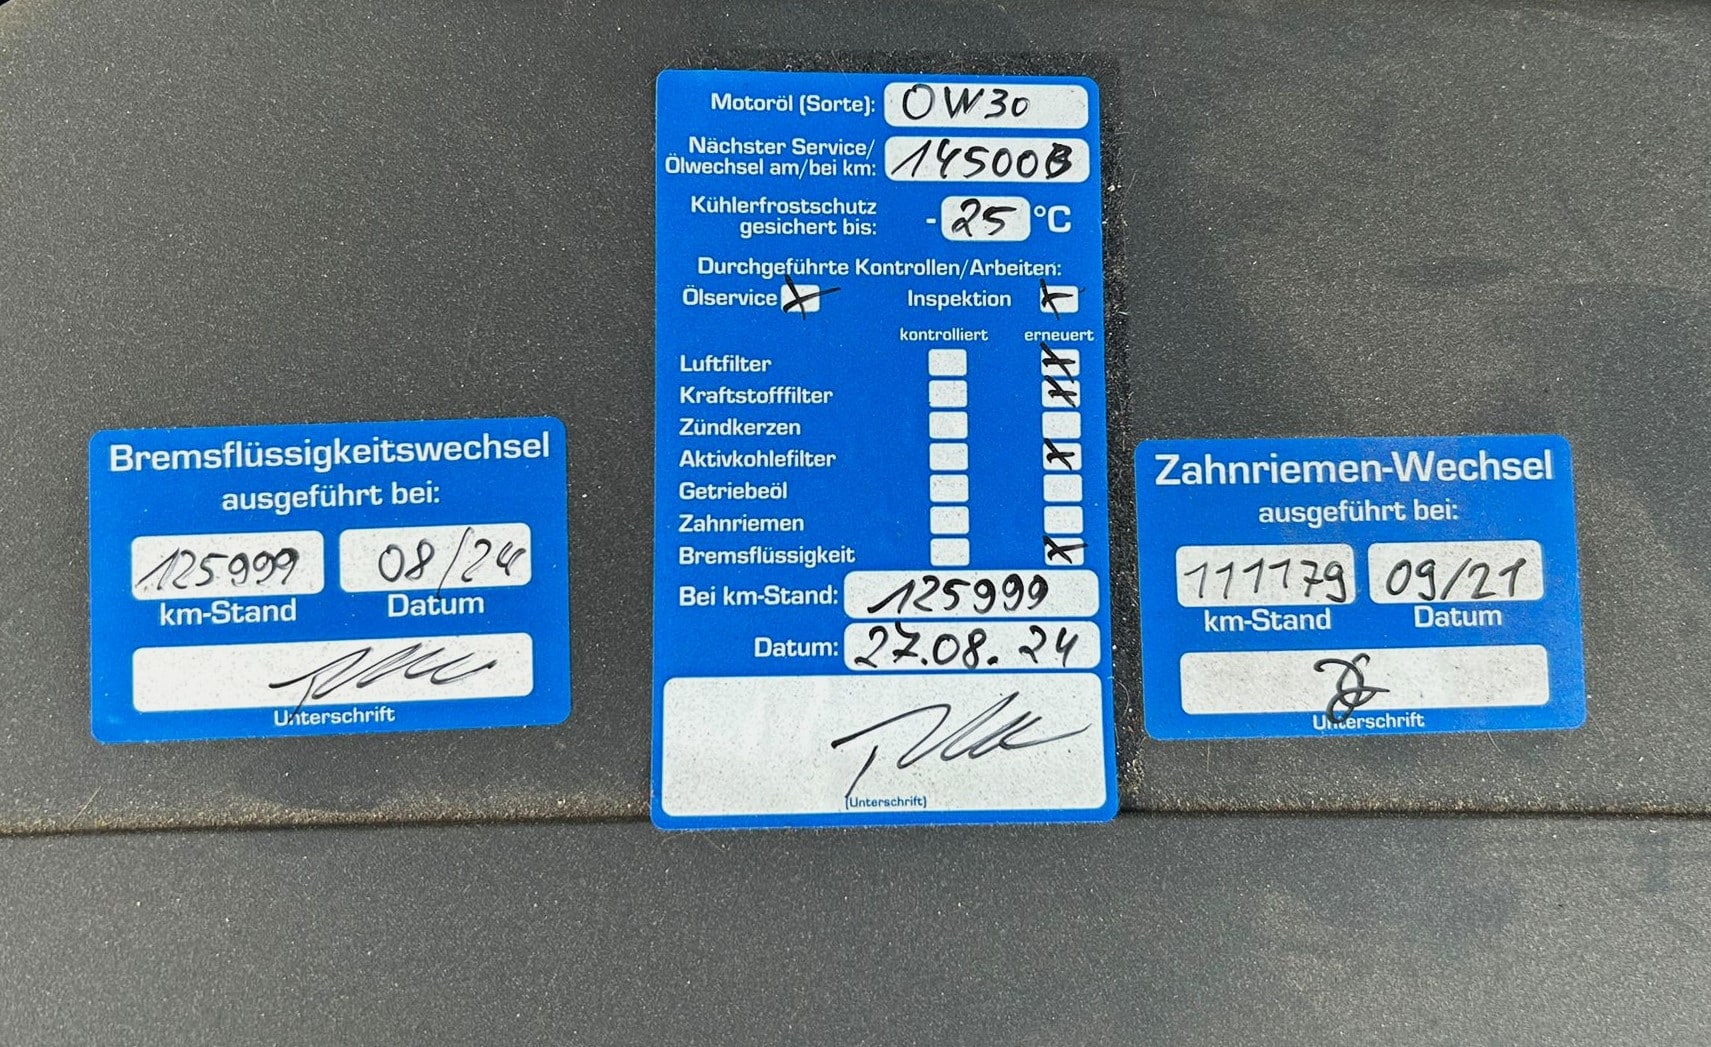 Bremsflüssigkeitswechsel
ausgeführt bei:
125999 08/24
km-Stand Datum
Unterschrift
Motoröl (Sorte): 0W30
Nächster Service/
Ölwechsel am/bei km: 145000
Kühlerfrostschutz
gesichert bis: -25 °C
Durchgeführte Kontrollen/Arbeiten:
Ölservice X Inspektion X
kontrolliert erneuert
Luftfilter X
Kraftstofffilter X
Zündkerzen
Aktivkohlefilter X
Getriebeöl
Zahnriemen
Bremsflüssigkeit X
Bei km-Stand: 125999
Datum: 27.08.24
(Unterschrift)
Zahnriemen-Wechsel
ausgeführt bei:
111179 09/21
km-Stand Datum
Unterschrift